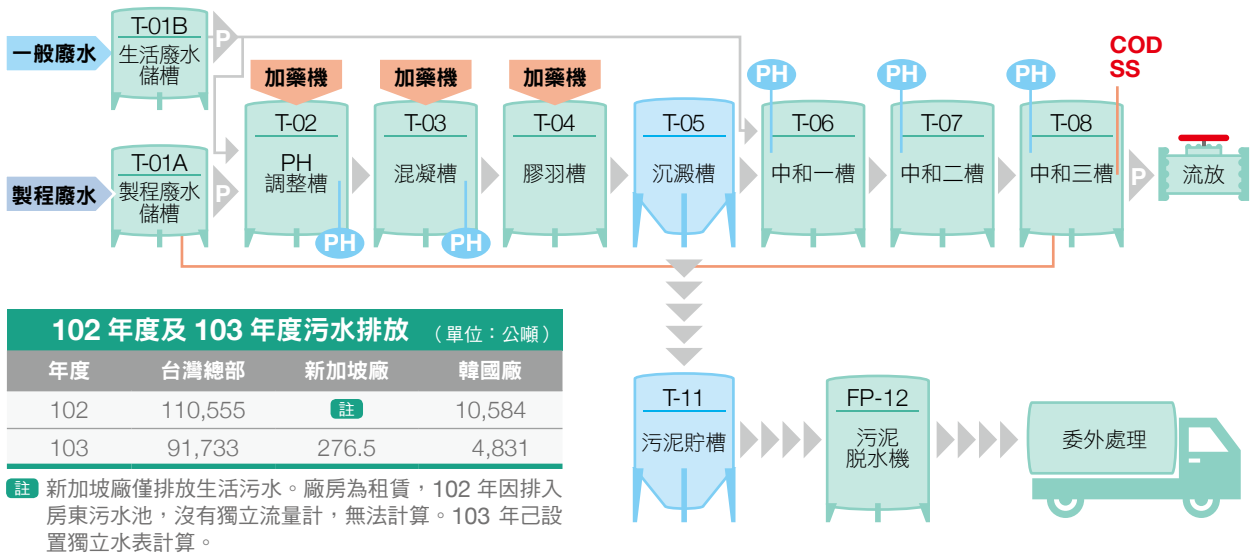 一般廢水
T-01B
生活廢水
儲槽
P
製程廢水
T-01A
製程廢水
儲槽
P
加藥機
T-02
PH
調整槽
PH
加藥機
T-03
混凝槽
PH
加藥機
T-04
膠羽槽
T-05
沉澱槽
PH
T-06
中和一槽
PH
T-07
中和二槽
PH
T-08
中和三槽
COD
SS
P
流放
T-11
污泥貯槽
FP-12
污泥
脱水機
委外處理
102 年度及 103 年度污水排放 (單位：公噸)
年度 台灣總部 新加坡廠 韓國廠
102 110,555 註 10,584
103 91,733 276.5 4,831
註 新加坡廠僅排放生活污水。廠房為租賃，102 年因排入
房東污水池，沒有獨立流量計，無法計算。103 年己設
置獨立水表計算。